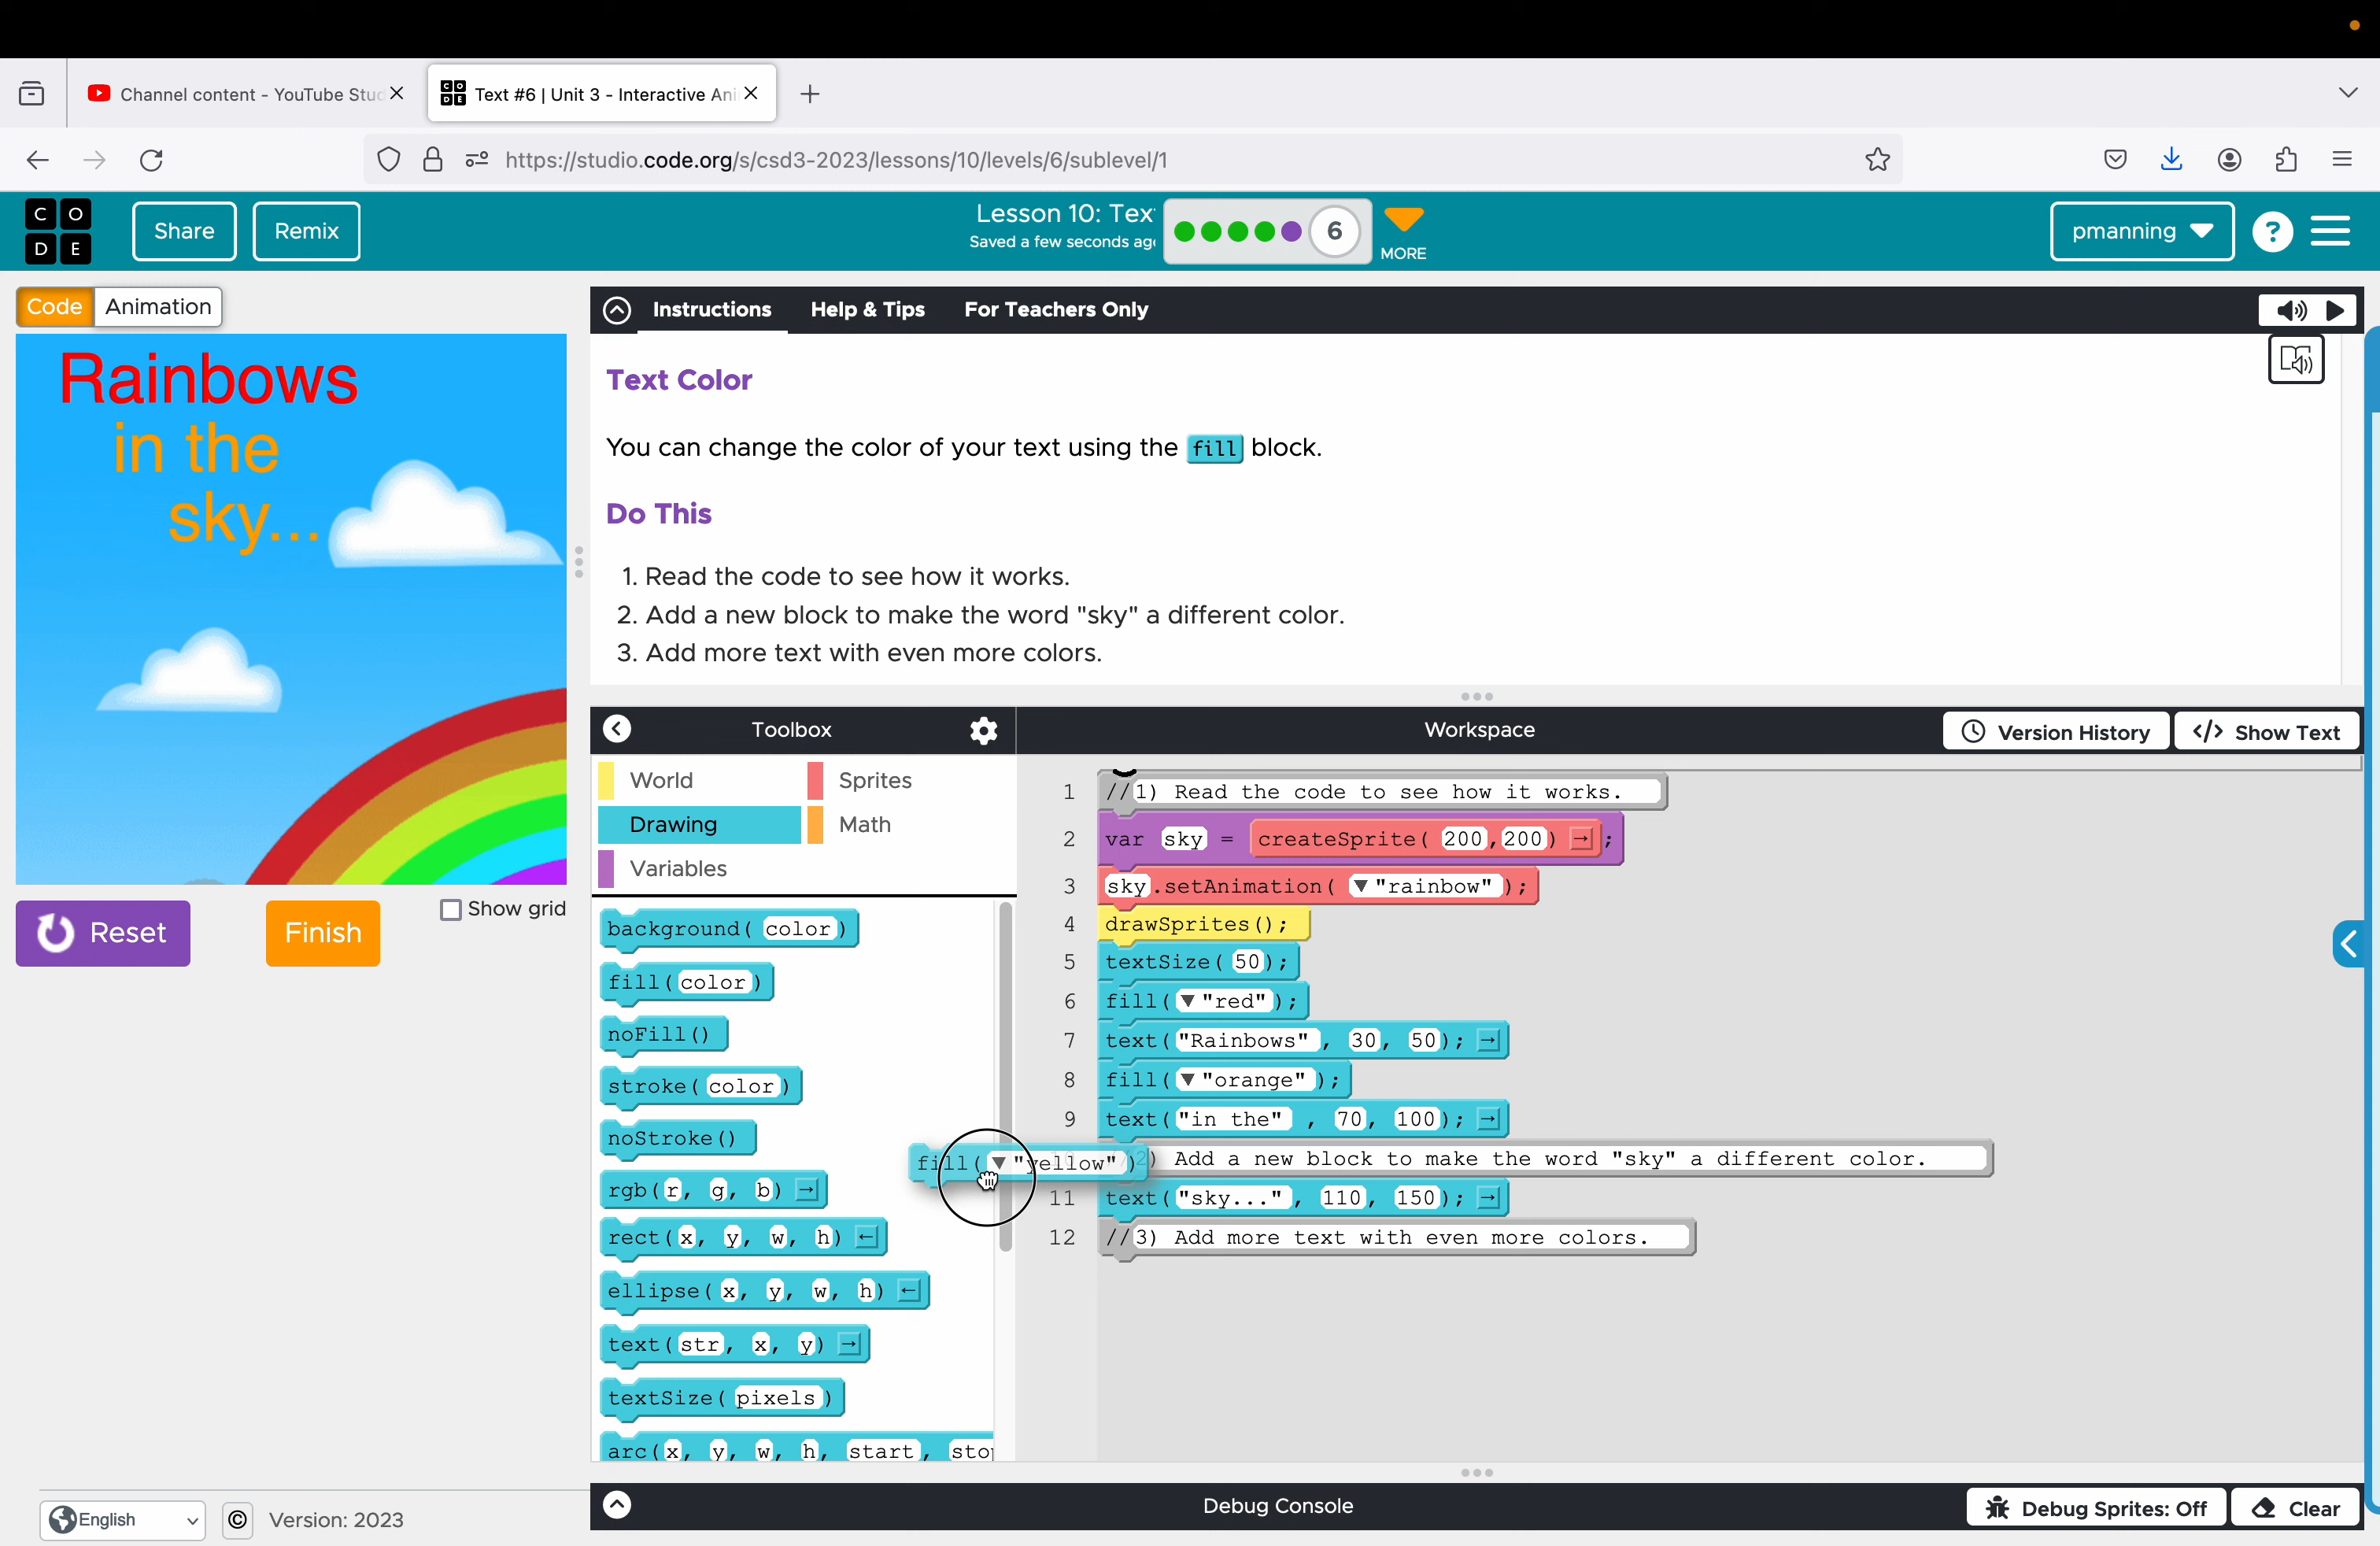 Channel content - YouTube Stud
Text #6 | Unit 3 - Interactive Ani
https://studio.code.org/s/csd3-2023/lessons/10/levels/6/sublevel/1
C O D E
Share
Remix
Lesson 10: Text
Saved a few seconds ago
6
MORE
pmanning
?
Code
Animation
Rainbows
in the
sky...
Reset
Finish
Show grid
Instructions
Help & Tips
For Teachers Only
Text Color
You can change the color of your text using the fill block.
Do This
1. Read the code to see how it works.
2. Add a new block to make the word "sky" a different color.
3. Add more text with even more colors.
Toolbox
Workspace
Version History
</> Show Text
World
Sprites
Drawing
Math
Variables
background( color )
fill( color )
noFill()
stroke( color )
noStroke()
rgb( r, g, b ) →
rect( x, y, w, h ) ←
ellipse( x, y, w, h ) ←
text( str, x, y ) →
textSize( pixels )
arc( x, y, w, h, start, stop
fill( ▼ "yellow" )
1 //1) Read the code to see how it works.
2 var sky = createSprite( 200, 200 ) → ;
3 sky.setAnimation( ▼ "rainbow" );
4 drawSprites();
5 textSize( 50 );
6 fill( ▼ "red" );
7 text( "Rainbows" , 30, 50 ); →
8 fill( ▼ "orange" );
9 text( "in the" , 70, 100 ); →
2) Add a new block to make the word "sky" a different color.
11 text( "sky..." , 110, 150 ); →
12 //3) Add more text with even more colors.
Debug Console
Debug Sprites: Off
Clear
English
©
Version: 2023